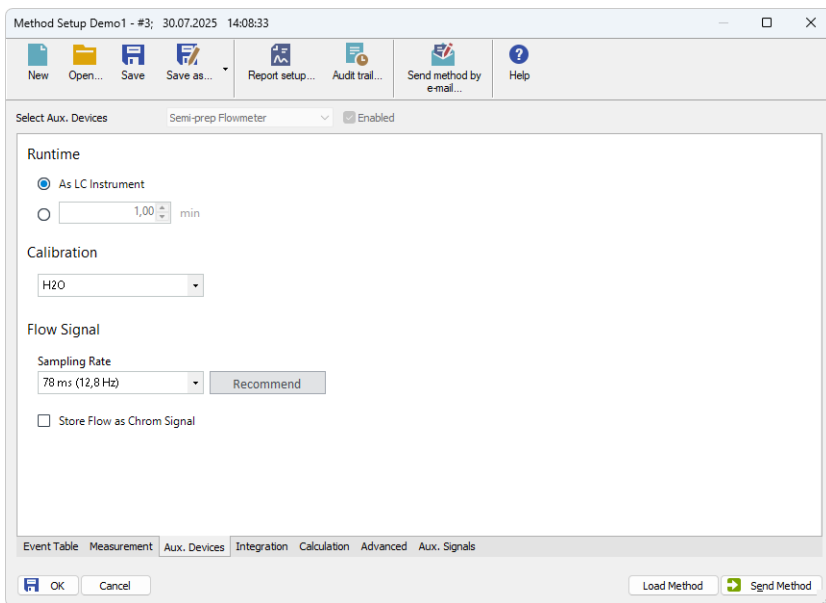 Method Setup Demo1 - #3; 30.07.2025 14:08:33
New Open... Save Save as... Report setup... Audit trail... Send method by e-mail... Help
Select Aux. Devices Semi-prep Flowmeter Enabled
Runtime
As LC Instrument
1,00 min
Calibration
H2O
Flow Signal
Sampling Rate
78 ms (12,8 Hz) Recommend
Store Flow as Chrom Signal
Event Table Measurement Aux. Devices Integration Calculation Advanced Aux. Signals
OK Cancel Load Method Send Method